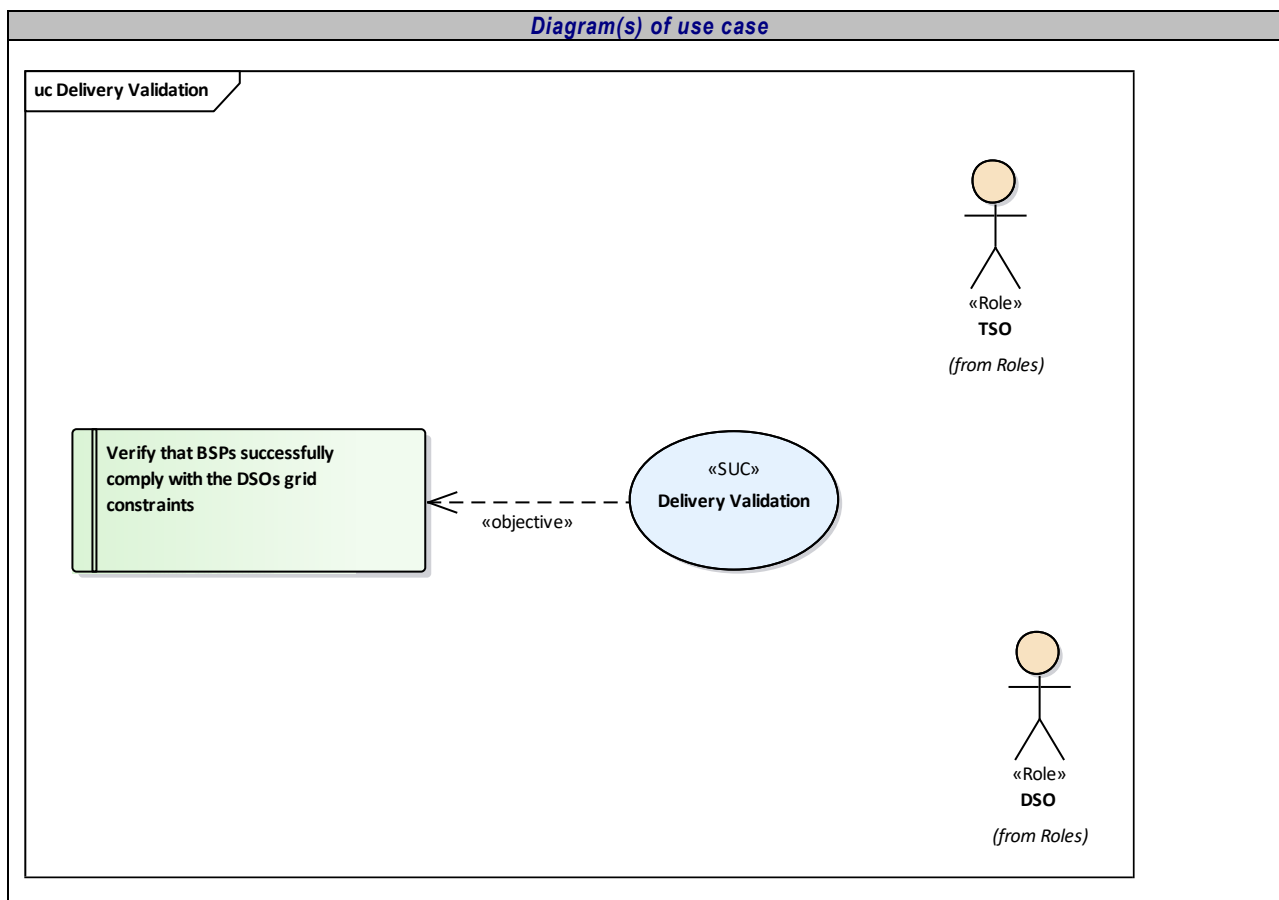 Diagram(s) of use case
uc Delivery Validation
«Role»
TSO
(from Roles)
Verify that BSPs successfully
comply with the DSOs grid
constraints
«SUC»
Delivery Validation
«objective»
«Role»
DSO
(from Roles)